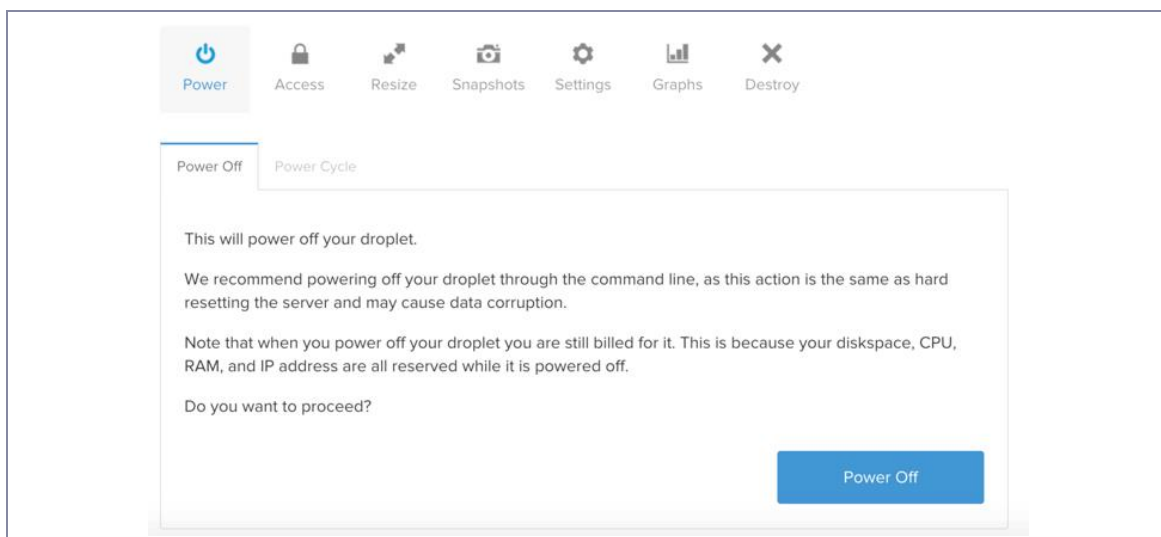 Power Access Resize Snapshots Settings Graphs Destroy
Power Off Power Cycle
This will power off your droplet.
We recommend powering off your droplet through the command line, as this action is the same as hard
resetting the server and may cause data corruption.
Note that when you power off your droplet you are still billed for it. This is because your diskspace, CPU,
RAM, and IP address are all reserved while it is powered off.
Do you want to proceed?
Power Off